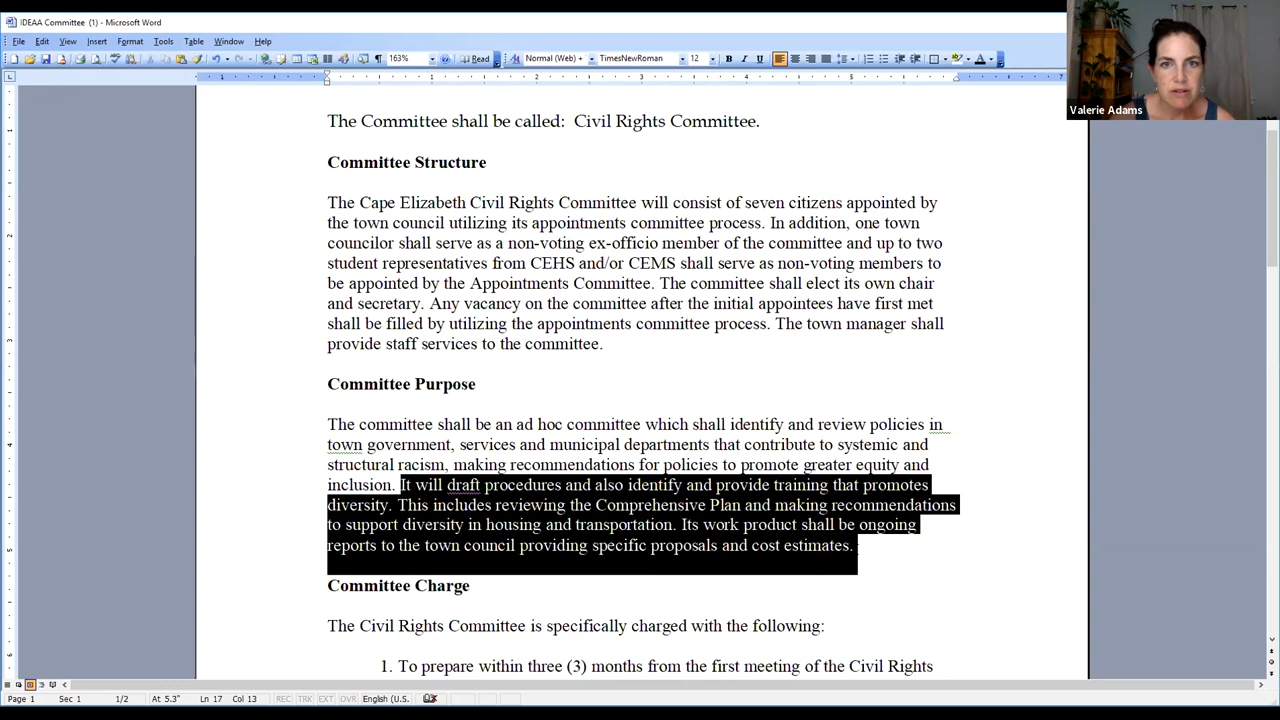 IDEAA Committee (1) - Microsoft Word
File Edit View Insert Format Tools Table Window Help
163% Read Normal (Web) + TimesNewRoman 12 B I U A
1 1 2 3 4 5 6 7
The Committee shall be called: Civil Rights Committee.
Valerie Adams
Committee Structure
The Cape Elizabeth Civil Rights Committee will consist of seven citizens appointed by
the town council utilizing its appointments committee process. In addition, one town
councilor shall serve as a non-voting ex-officio member of the committee and up to two
student representatives from CEHS and/or CEMS shall serve as non-voting members to
be appointed by the Appointments Committee. The committee shall elect its own chair
and secretary. Any vacancy on the committee after the initial appointees have first met
shall be filled by utilizing the appointments committee process. The town manager shall
provide staff services to the committee.
Committee Purpose
The committee shall be an ad hoc committee which shall identify and review policies in
town government, services and municipal departments that contribute to systemic and
structural racism, making recommendations for policies to promote greater equity and
inclusion. It will draft procedures and also identify and provide training that promotes
diversity. This includes reviewing the Comprehensive Plan and making recommendations
to support diversity in housing and transportation. Its work product shall be ongoing
reports to the town council providing specific proposals and cost estimates.
Committee Charge
The Civil Rights Committee is specifically charged with the following:
1. To prepare within three (3) months from the first meeting of the Civil Rights
Page 1 Sec 1 1/2 At 5.3" Ln 17 Col 13 REC TRK EXT OVR English (U.S.